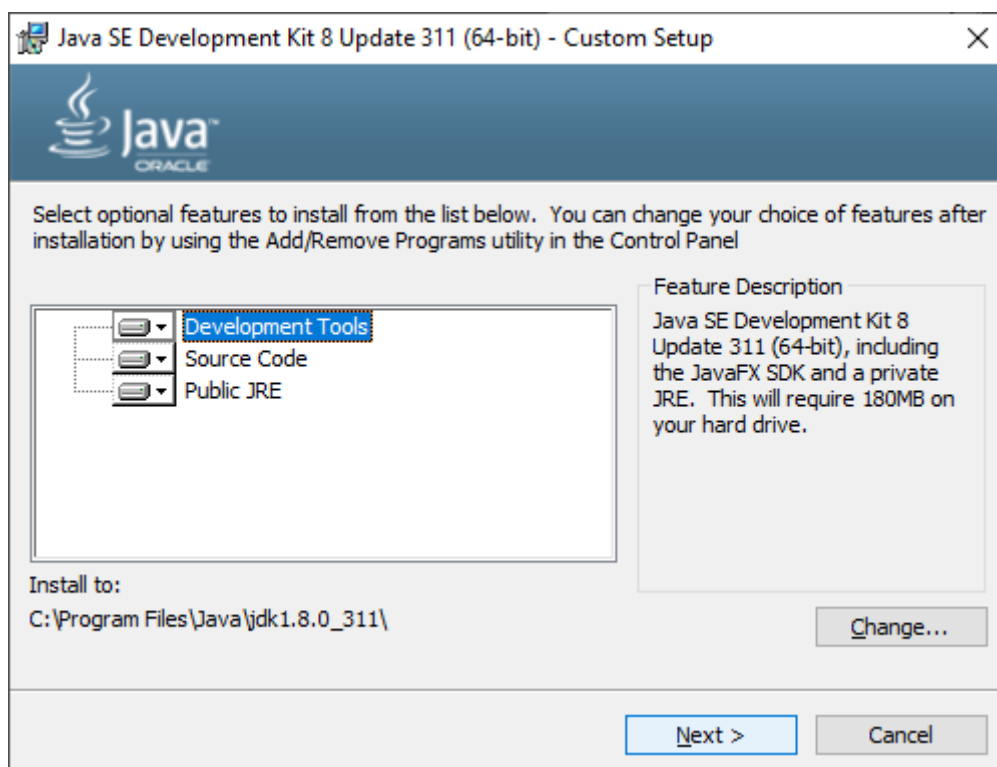 Java SE Development Kit 8 Update 311 (64-bit) - Custom Setup
Java™
ORACLE
Select optional features to install from the list below.  You can change your choice of features after
installation by using the Add/Remove Programs utility in the Control Panel
Development Tools
Source Code
Public JRE
Feature Description
Java SE Development Kit 8
Update 311 (64-bit), including
the JavaFX SDK and a private
JRE.  This will require 180MB on
your hard drive.
Install to:
C:\Program Files\Java\jdk1.8.0_311\
Change...
Next >
Cancel